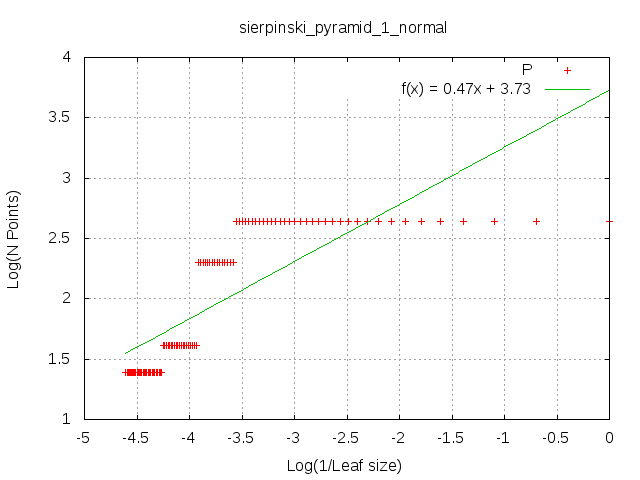 sierpinski_pyramid_1_normal
P
f(x) = 0.47x + 3.73
4
3.5
3
2.5
2
1.5
1
Log(N Points)
-5 -4.5 -4 -3.5 -3 -2.5 -2 -1.5 -1 -0.5 0
Log(1/Leaf size)